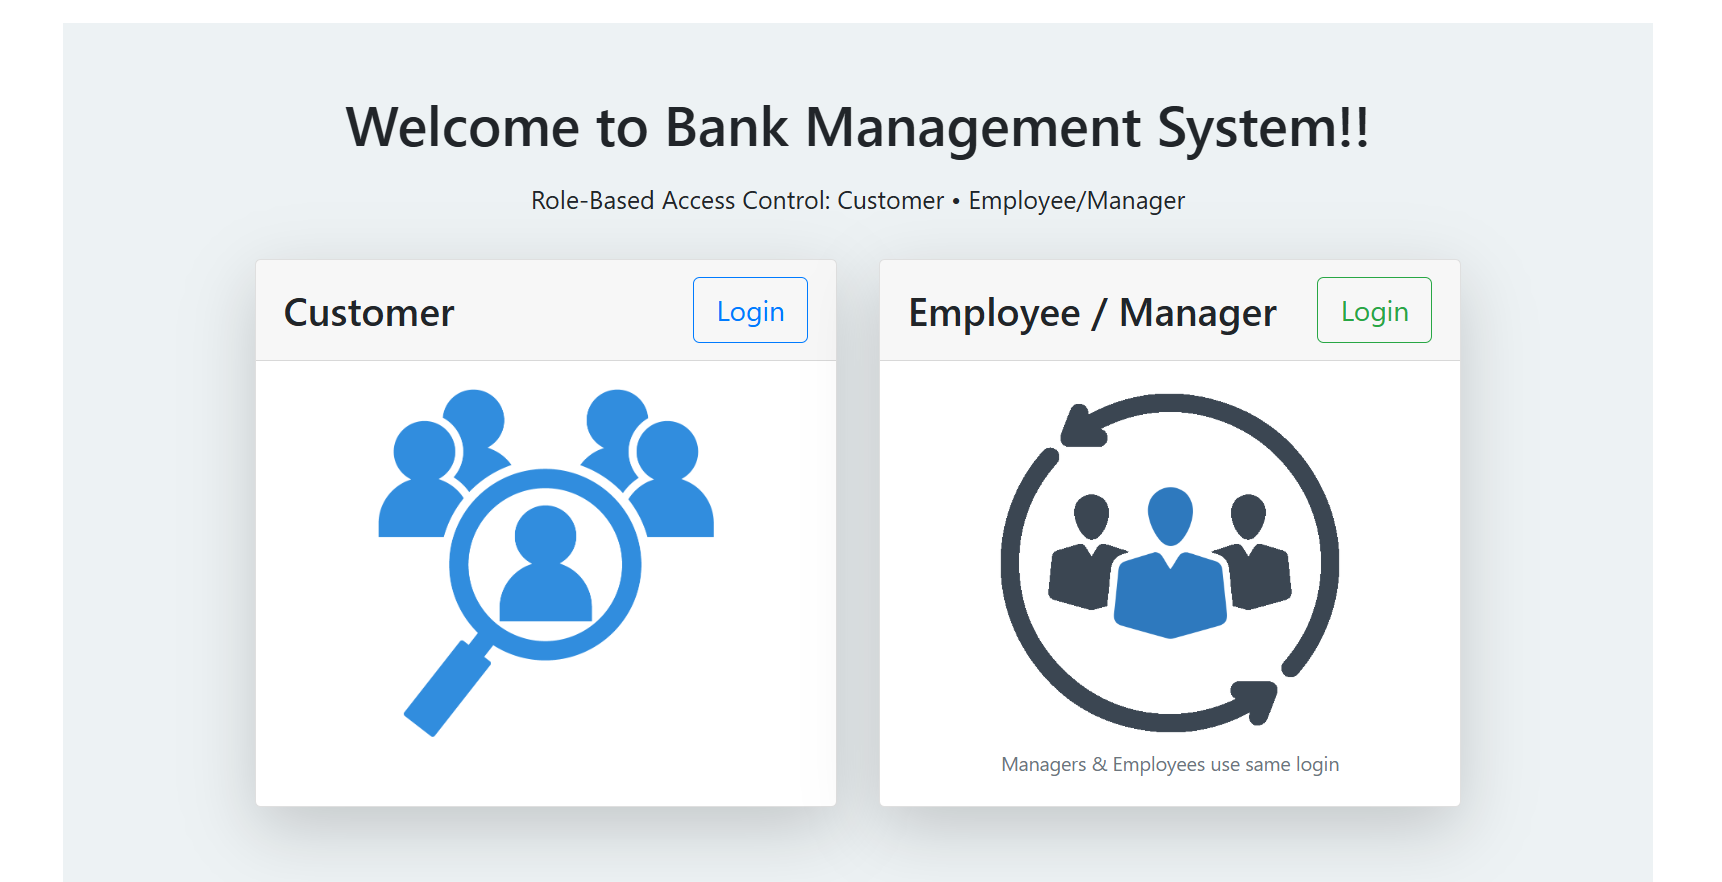 Welcome to Bank Management System!!
Role-Based Access Control: Customer • Employee/Manager
Customer
Login
Employee / Manager
Login
Managers & Employees use same login